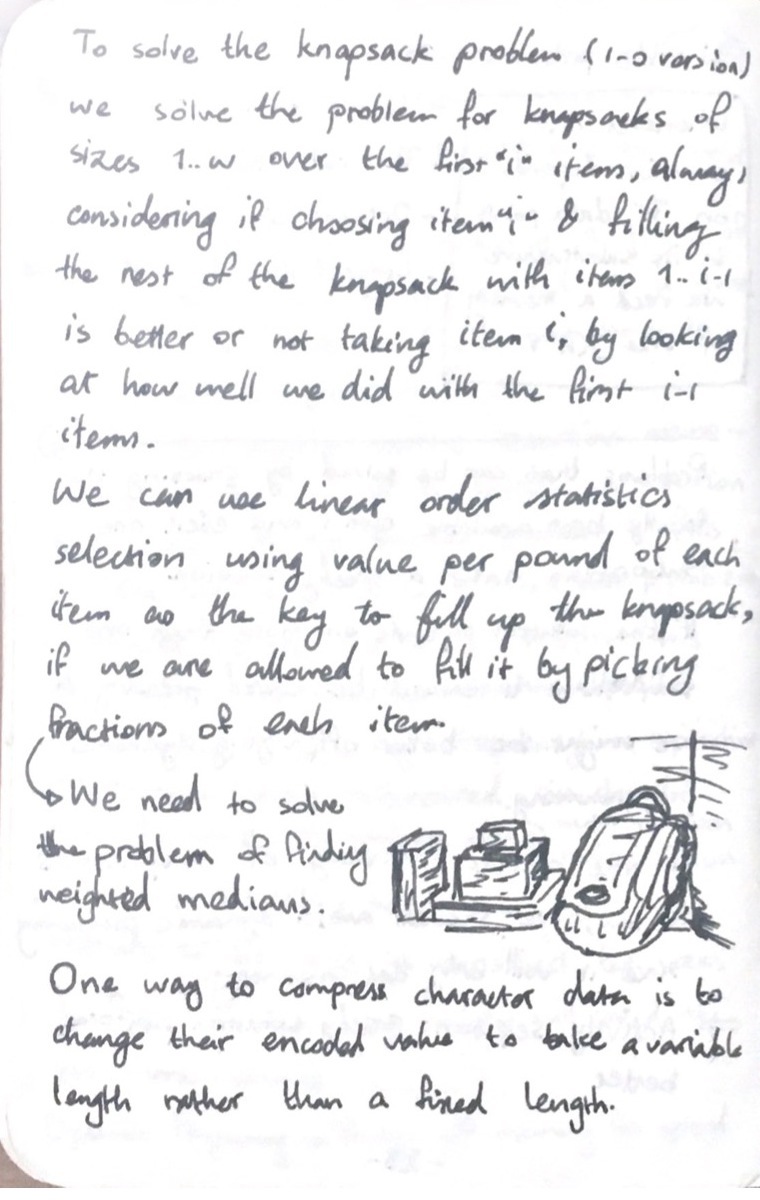 To solve the knapsack problem (1-0 version)
we solve the problem for knapsacks of
sizes 1..w over the first "i" items, always
considering if choosing item "i" & filling
the rest of the knapsack with items 1..i-1
is better or not taking item i, by looking
at how well we did with the first i-1
items.
We can use linear order statistics
selection using value per pound of each
item as the key to fill up the knapsack,
if we are allowed to fill it by picking
fractions of each item.
We need to solve
the problem of finding
weighted medians.
One way to compress character data is to
change their encoded value to take a variable
length rather than a fixed length.